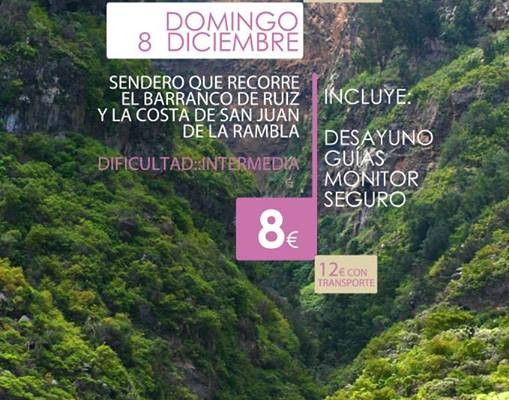 DOMINGO
8 DICIEMBRE
SENDERO QUE RECORRE
EL BARRANCO DE RUIZ
Y LA COSTA DE SAN JUAN
DE LA RAMBLA
DIFICULTAD::INTERMEDIA
8€
12€ CON
TRANSPORTE
INCLUYE:
DESAYUNO
GUÍAS
MONITOR
SEGURO